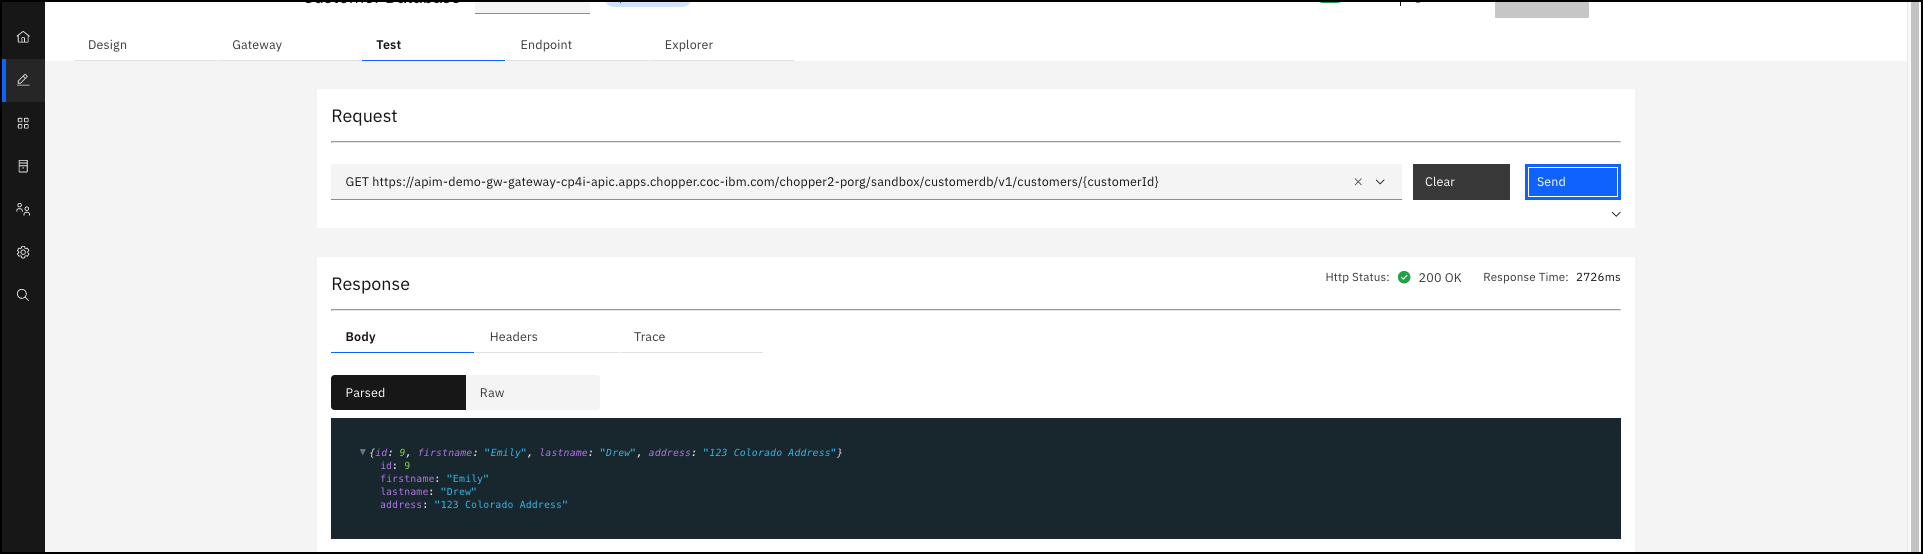 Customer Database
Design Gateway Test Endpoint Explorer
Request
GET https://apim-demo-gw-gateway-cp4i-apic.apps.chopper.coc-ibm.com/chopper2-porg/sandbox/customerdb/v1/customers/{customerId} Clear Send
Response Http Status: 200 OK Response Time: 2726ms
Body Headers Trace
Parsed Raw
{id: 9, firstname: "Emily", lastname: "Drew", address: "123 Colorado Address"}
id: 9
firstname: "Emily"
lastname: "Drew"
address: "123 Colorado Address"